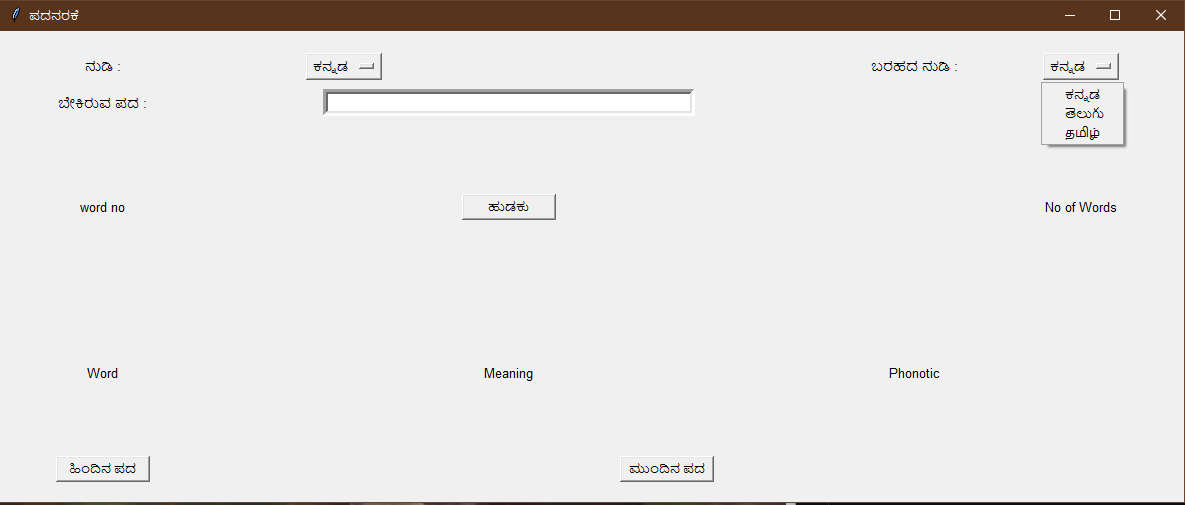 ಪದನರಕೆ
ನುಡಿ : ಕನ್ನಡ ಬರಹದ ನುಡಿ : ಕನ್ನಡ
ಬೇಕಿರುವ ಪದ :
ಕನ್ನಡ
ತೆಲುಗು
தமிழ்
word no ಹುಡಕು No of Words
Word Meaning Phonotic
ಹಿಂದಿನ ಪದ ಮುಂದಿನ ಪದ